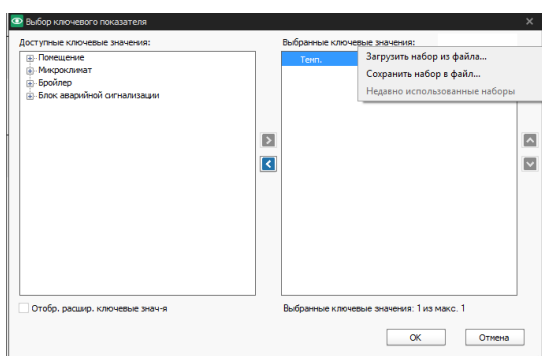 Выбор ключевого показателя
Доступные ключевые значения:
Помещение
Микроклимат
Бройлер
Блок аварийной сигнализации
Отобр. расшир. ключевые знач-я
Выбранные ключевые значения:
Темп.
Загрузить набор из файла...
Сохранить набор в файл...
Недавно использованные наборы
Выбранные ключевые значения: 1 из макс. 1
OK
Отмена